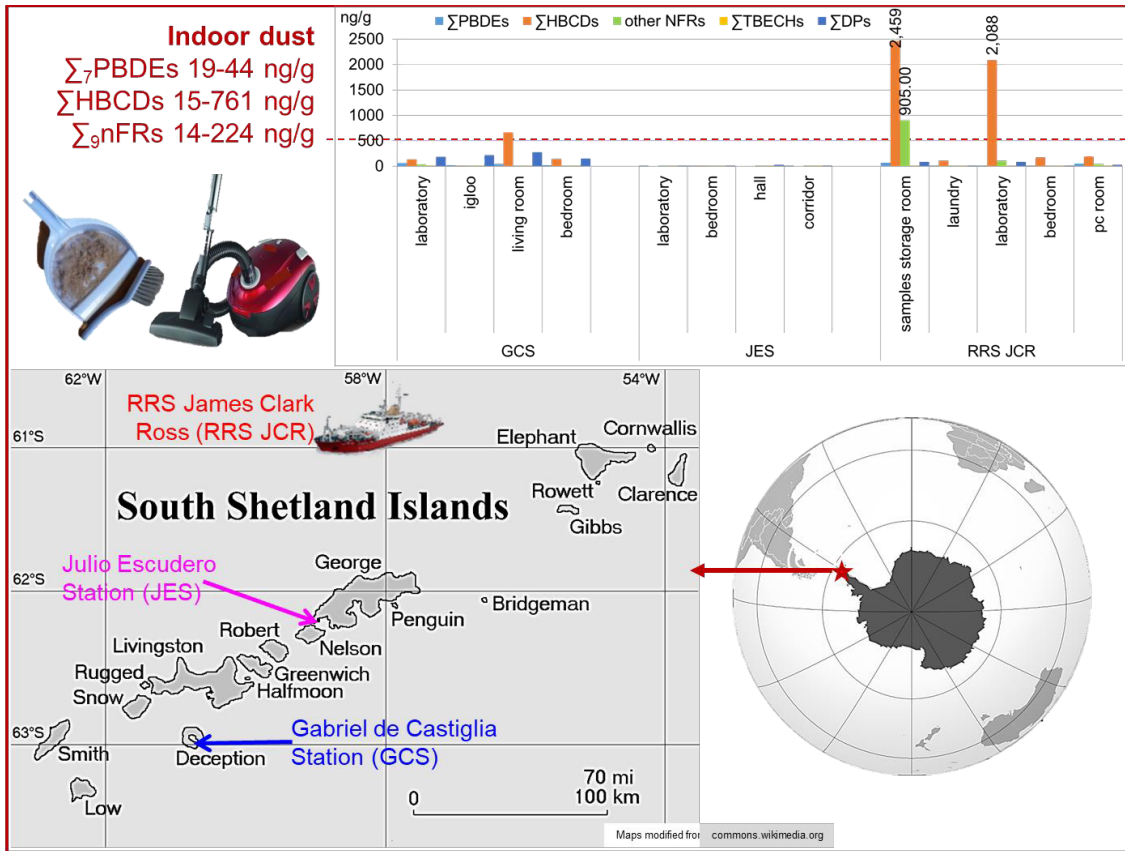 Indoor dust
∑₇PBDEs 19-44 ng/g
∑HBCDs 15-761 ng/g
∑₉nFRs 14-224 ng/g
ng/g
∑PBDEs ∑HBCDs other NFRs ∑TBECHs ∑DPs
2500
2000
1500
1000
500
0
2,459
905.00
2,088
laboratory
igloo
living room
bedroom
laboratory
bedroom
hall
corridor
samples storage room
laundry
laboratory
bedroom
pc room
GCS JES RRS JCR
62°W 58°W 54°W
61°S
62°S
63°S
RRS James Clark
Ross (RRS JCR)
South Shetland Islands
Elephant
Cornwallis
Rowett
Clarence
Gibbs
Julio Escudero
Station (JES)
George
Bridgeman
Penguin
Nelson
Robert
Greenwich
Livingston
Halfmoon
Rugged
Snow
Smith
Deception
Low
Gabriel de Castiglia
Station (GCS)
70 mi
0 100 km
Maps modified fror commons.wikimedia.org